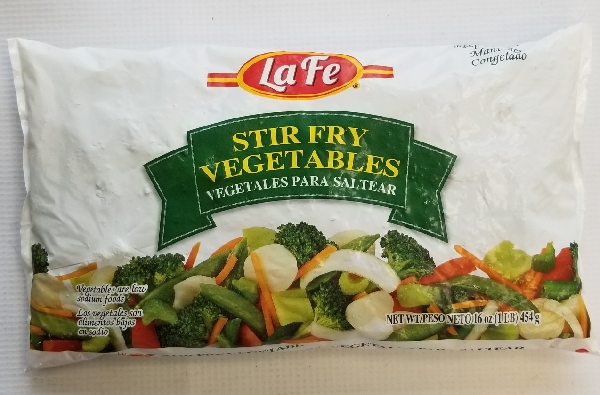 La Fe
Congelado
STIR FRY
VEGETABLES
VEGETALES PARA SALTEAR
Vegetables are low
sodium foods
Los vegetales son
alimentos bajos
en sodio
NET WT/PESO NETO 16 oz (1 LB) 454 g